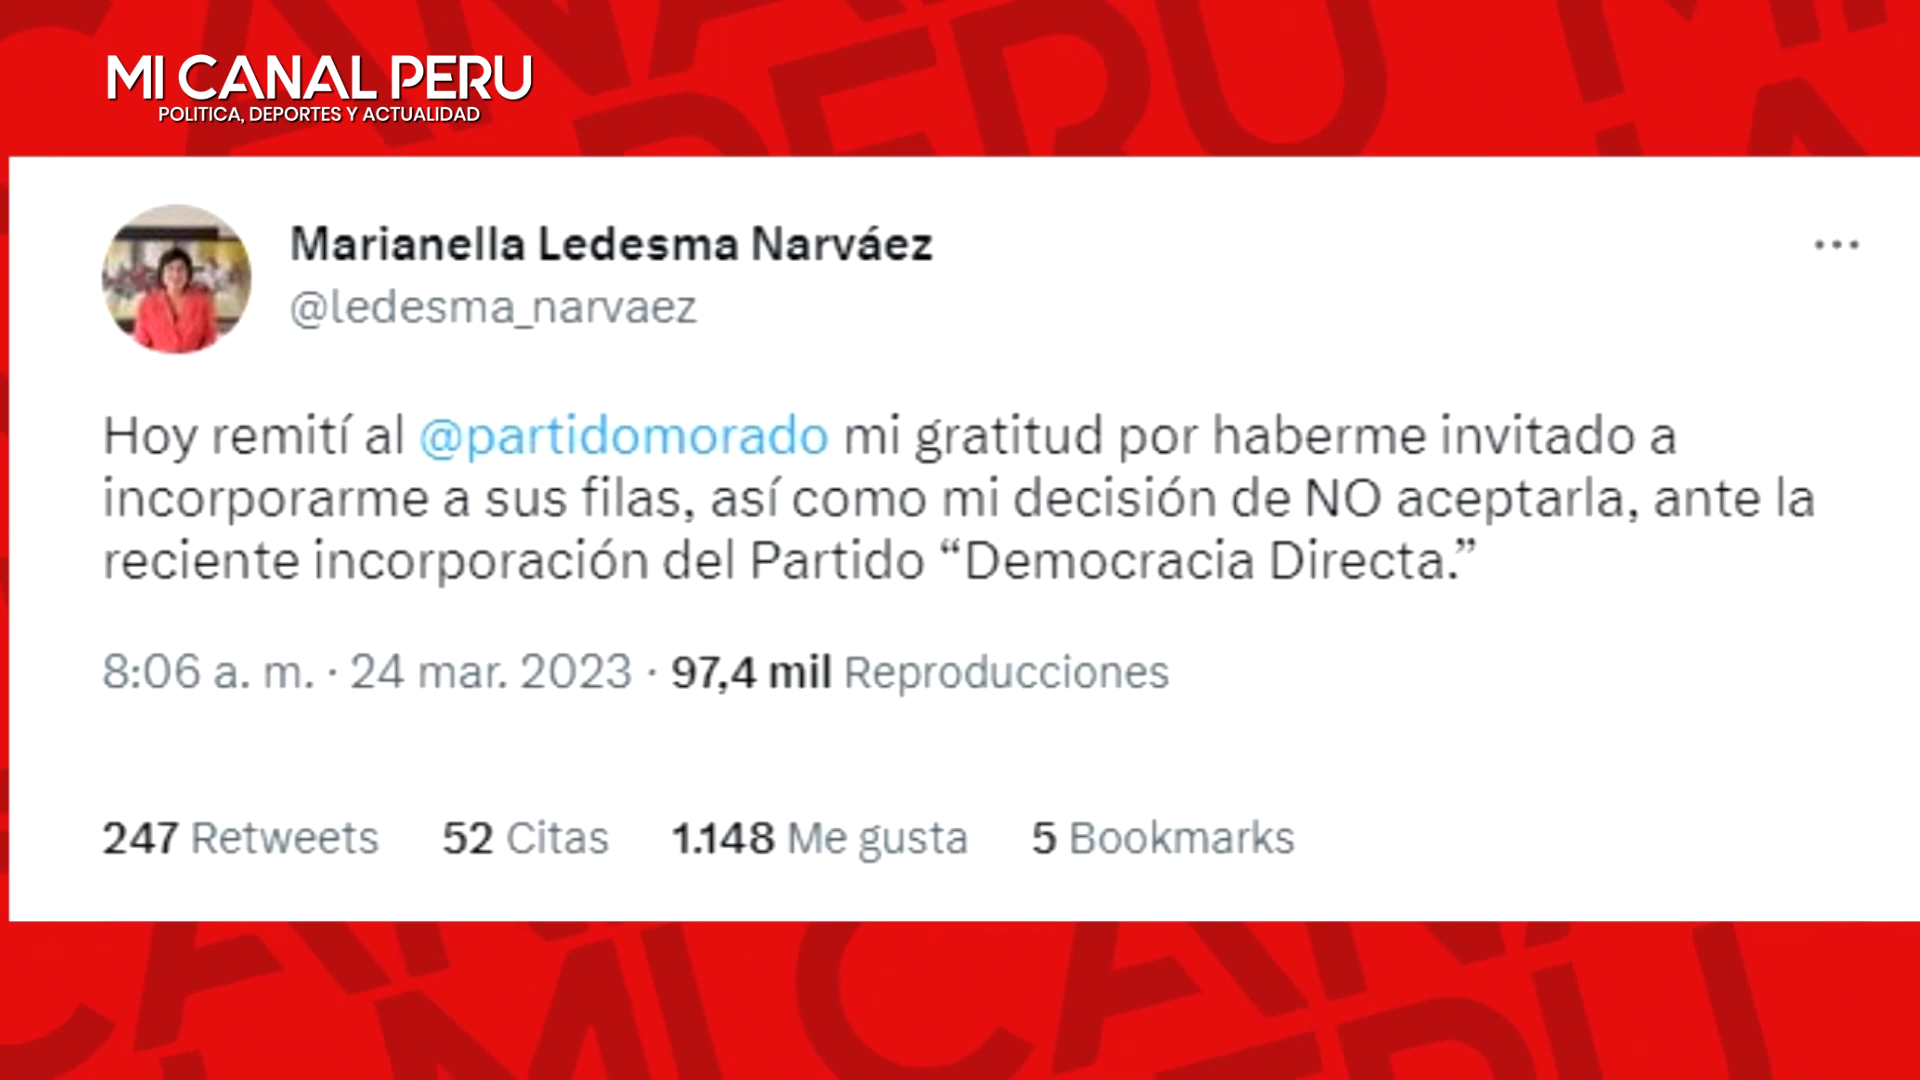 MI CANAL PERU
POLITICA, DEPORTES Y ACTUALIDAD
Marianella Ledesma Narváez
@ledesma_narvaez
Hoy remití al @partidomorado mi gratitud por haberme invitado a
incorporarme a sus filas, así como mi decisión de NO aceptarla, ante la
reciente incorporación del Partido “Democracia Directa.”
8:06 a. m. · 24 mar. 2023 · 97,4 mil Reproducciones
247 Retweets 52 Citas 1.148 Me gusta 5 Bookmarks